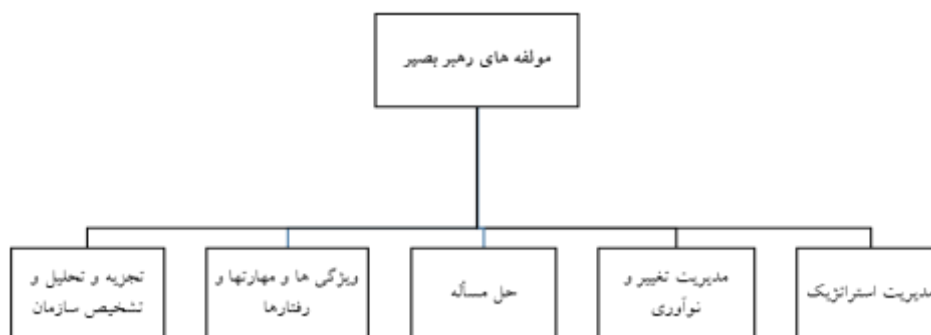 مولفه های رهبر بصیر
مدیریت استراتژیک
مدیریت تغییر و
نوآوری
حل مسأله
ویژگی ها و مهارتها و
رفتارها
تجزیه و تحلیل و
تشخیص سازمان